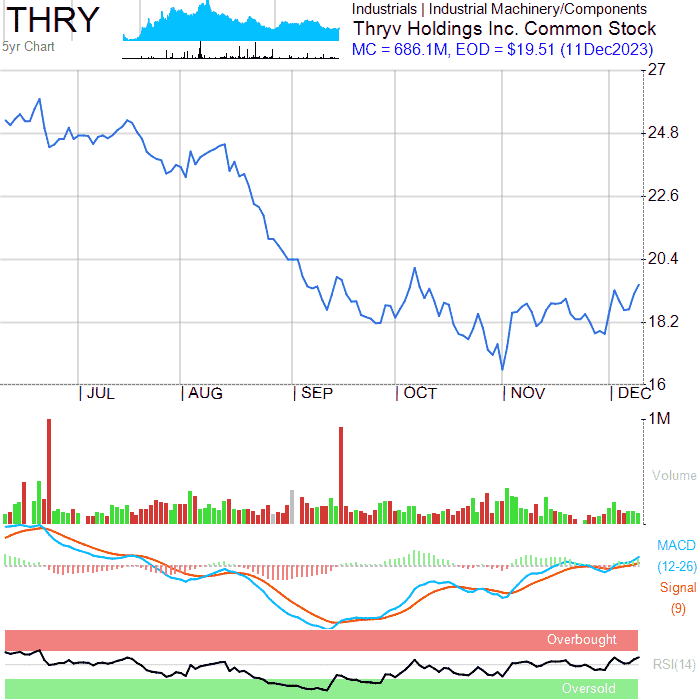 THRY
5yr Chart
Industrials | Industrial Machinery/Components
Thryv Holdings Inc. Common Stock
MC = 686.1M, EOD = $19.51 (11Dec2023)
27
24.8
22.6
20.4
18.2
16
JUL AUG SEP OCT NOV DEC
1M
Volume
MACD
(12-26)
Signal
(9)
Overbought
RSI(14)
Oversold